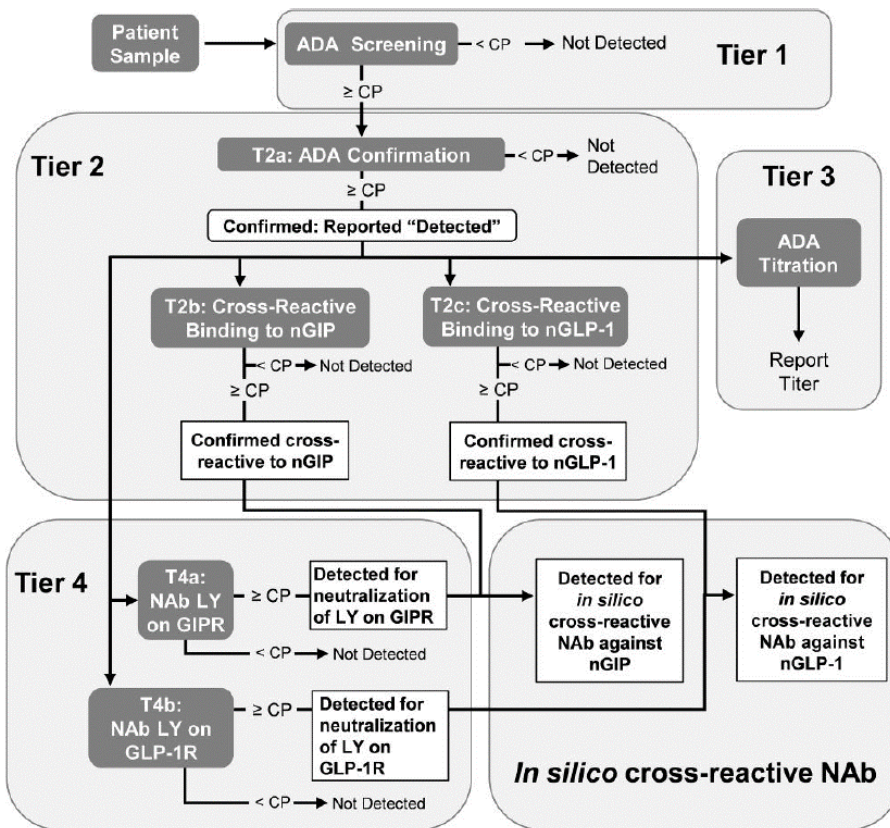 Patient
Sample
ADA Screening
< CP
Not Detected
Tier 1
≥ CP
Tier 2
T2a: ADA Confirmation
< CP
Not
Detected
≥ CP
Confirmed: Reported “Detected”
Tier 3
ADA
Titration
Report
Titer
T2b: Cross-Reactive
Binding to nGIP
< CP
Not Detected
≥ CP
Confirmed cross-
reactive to nGIP
T2c: Cross-Reactive
Binding to nGLP-1
< CP
Not Detected
≥ CP
Confirmed cross-
reactive to nGLP-1
Tier 4
T4a:
NAb LY
on GIPR
≥ CP
Detected for
neutralization
of LY on GIPR
< CP
Not Detected
T4b:
NAb LY on
GLP-1R
≥ CP
Detected for
neutralization
of LY on
GLP-1R
< CP
Not Detected
Detected for
in silico
cross-reactive
NAb against
nGIP
Detected for
in silico
cross-reactive
NAb against
nGLP-1
In silico cross-reactive NAb